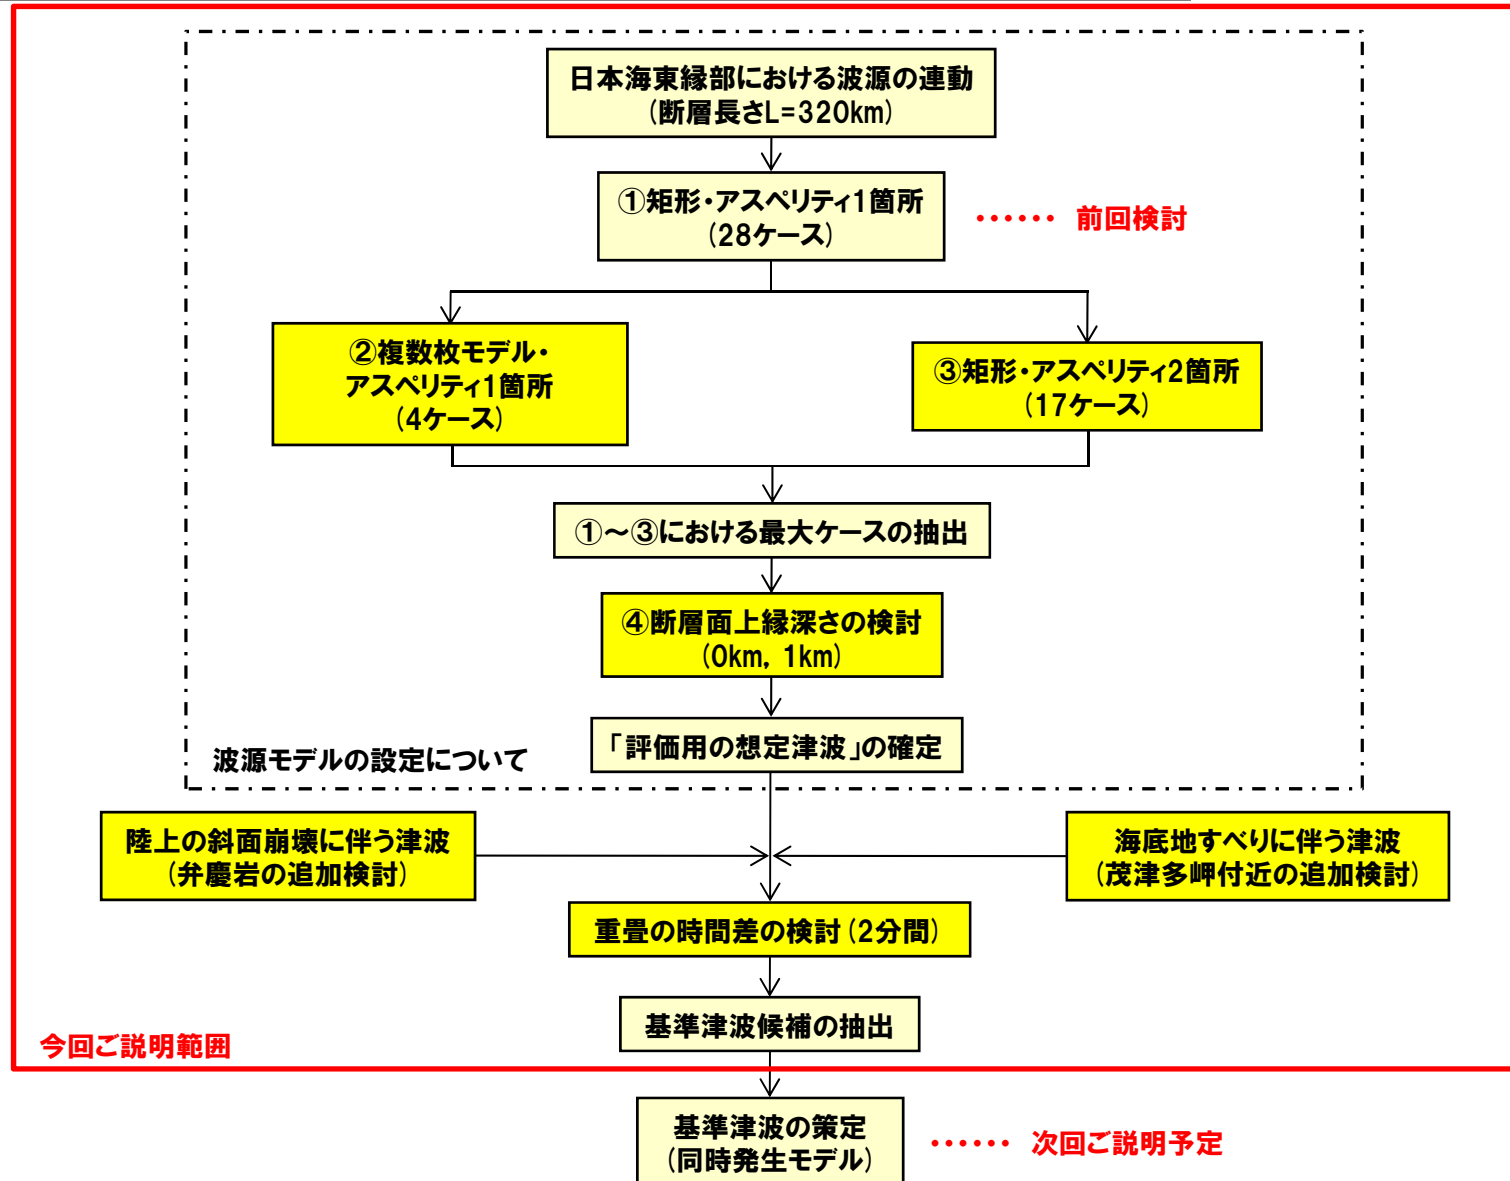 日本海東縁部における波源の連動
(断層長さL=320km)
①矩形・アスペリティ1箇所
(28ケース)
・・・・・・ 前回検討
②複数枚モデル・
アスペリティ1箇所
(4ケース)
③矩形・アスペリティ2箇所
(17ケース)
①～③における最大ケースの抽出
④断層面上縁深さの検討
(0km, 1km)
「評価用の想定津波」の確定
波源モデルの設定について
陸上の斜面崩壊に伴う津波
(弁慶岩の追加検討)
海底地すべりに伴う津波
(茂津多岬付近の追加検討)
重畳の時間差の検討(2分間)
基準津波候補の抽出
今回ご説明範囲
基準津波の策定
(同時発生モデル)
・・・・・・ 次回ご説明予定